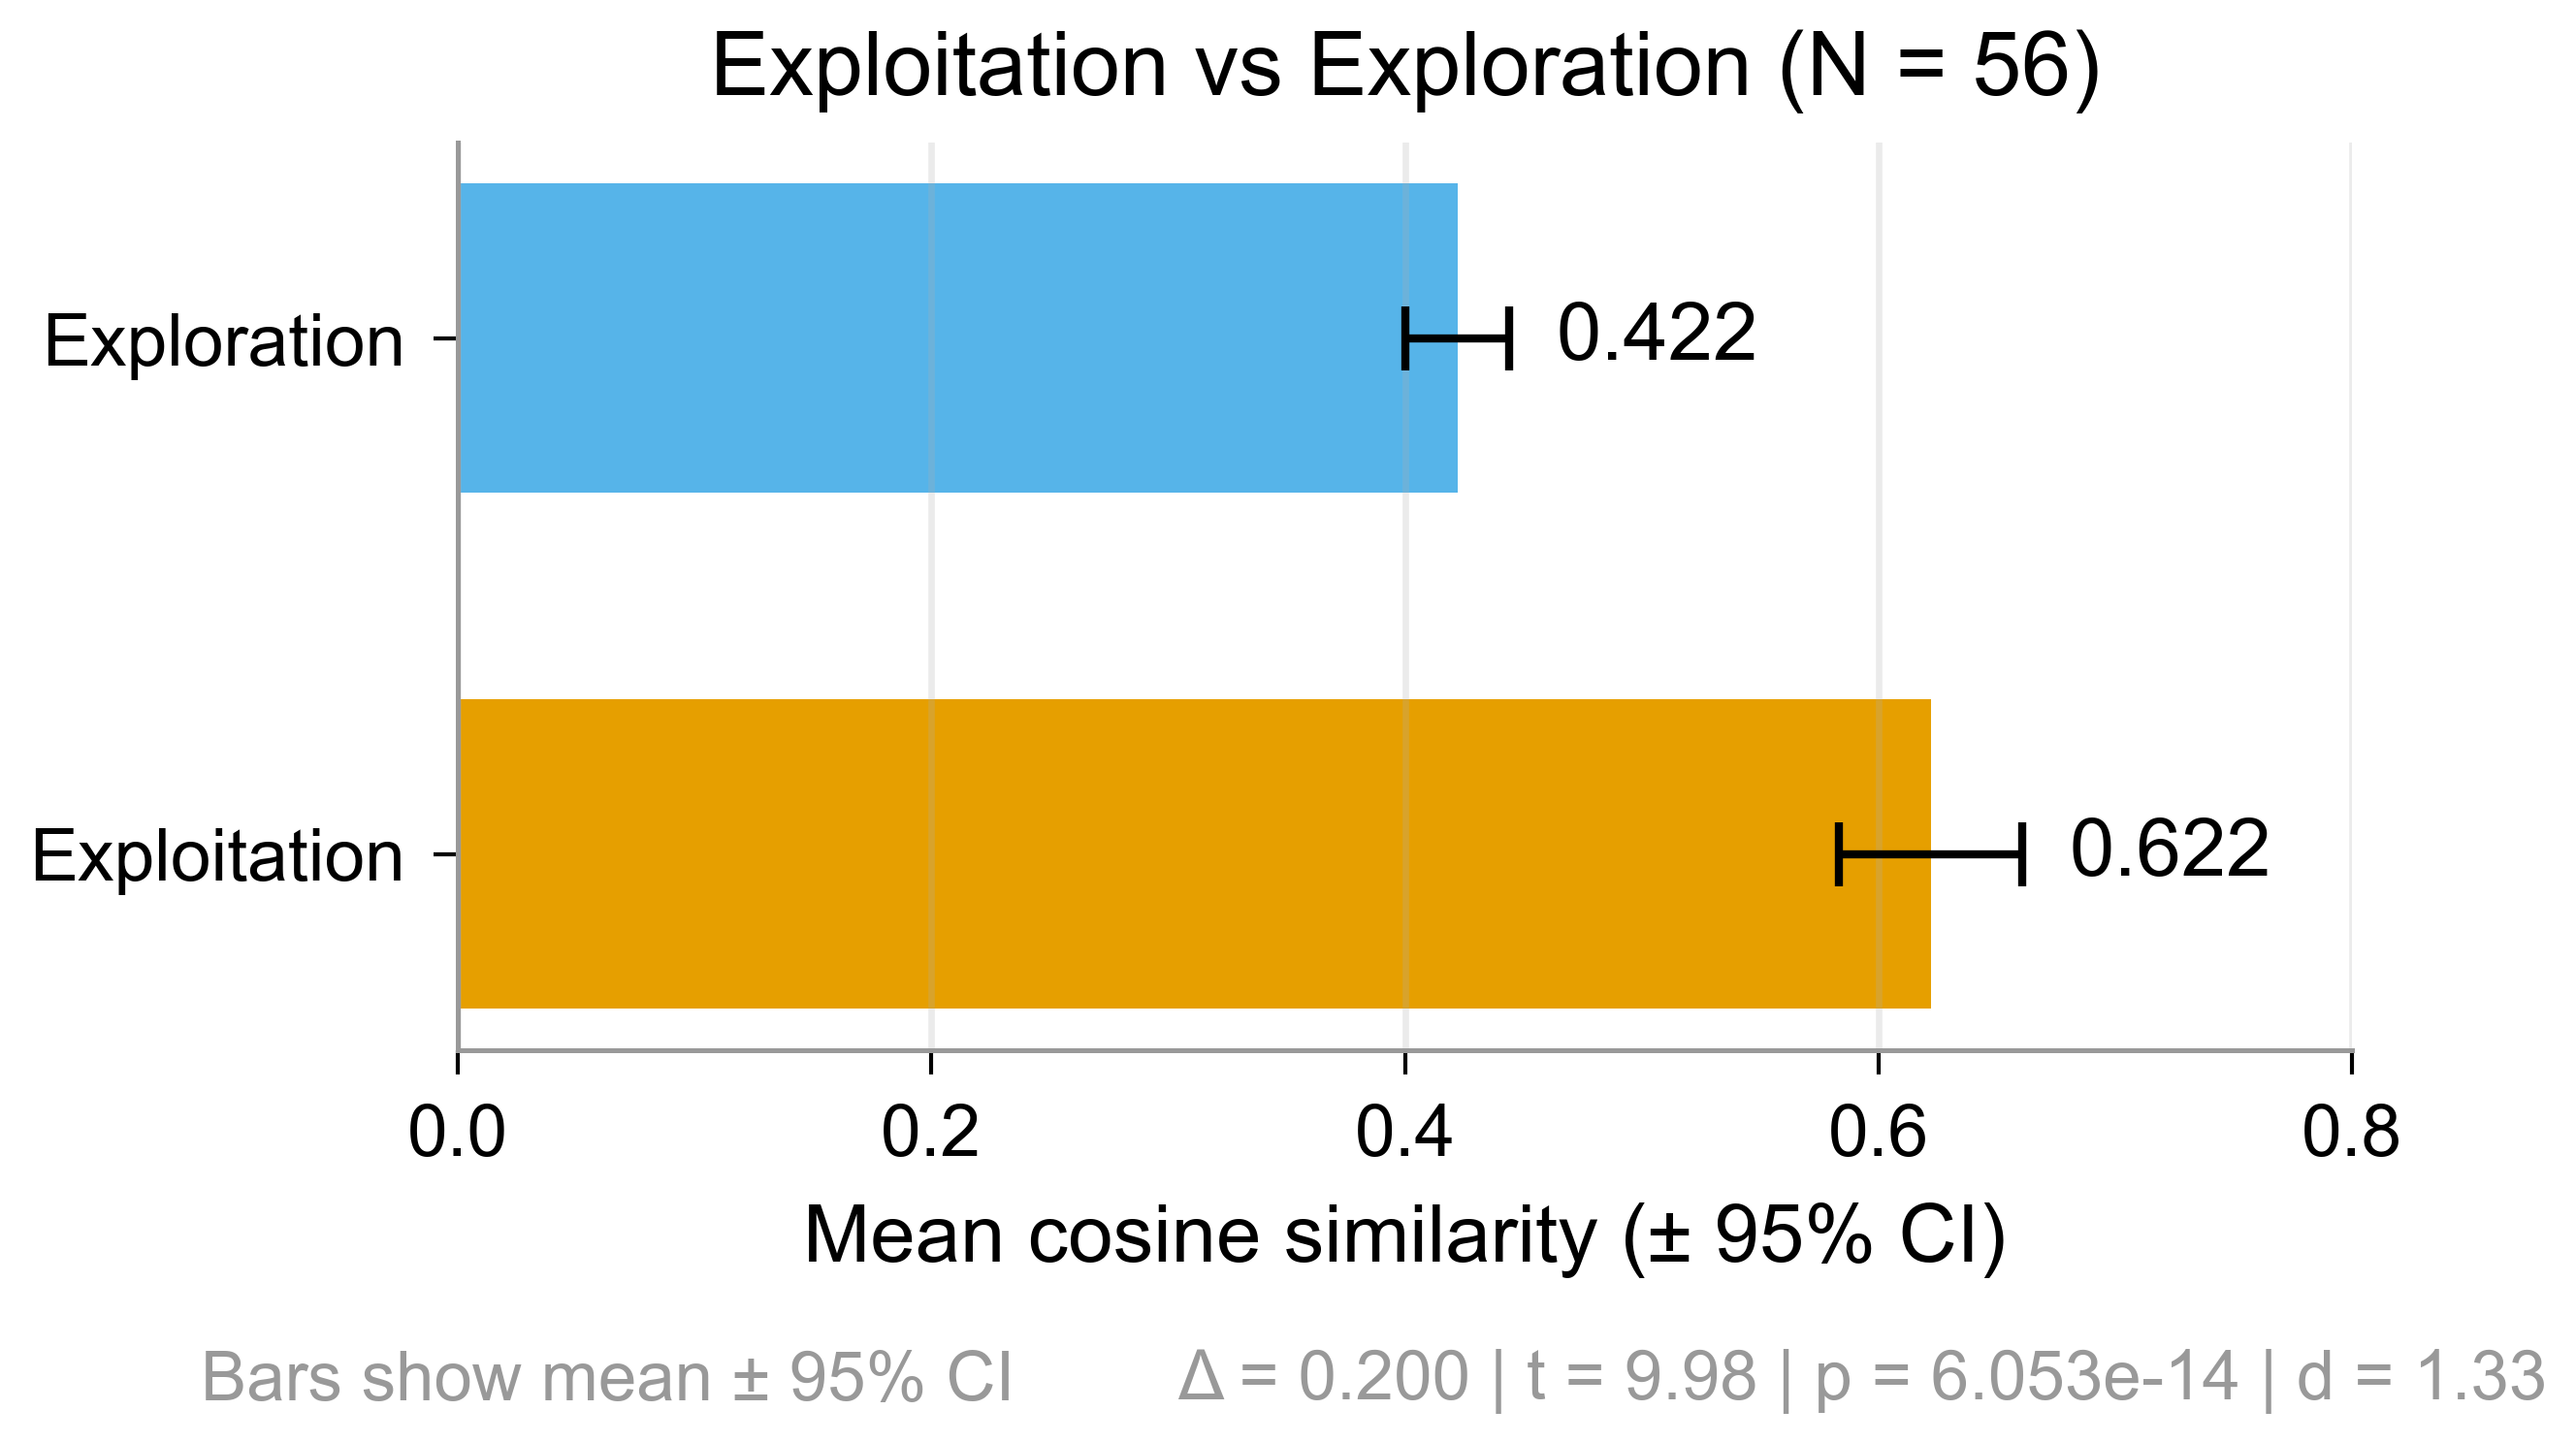 Exploitation vs Exploration (N = 56)
Exploration
0.422
Exploitation
0.622
0.0 0.2 0.4 0.6 0.8
Mean cosine similarity (± 95% CI)
Bars show mean ± 95% CI
Δ = 0.200 | t = 9.98 | p = 6.053e-14 | d = 1.33